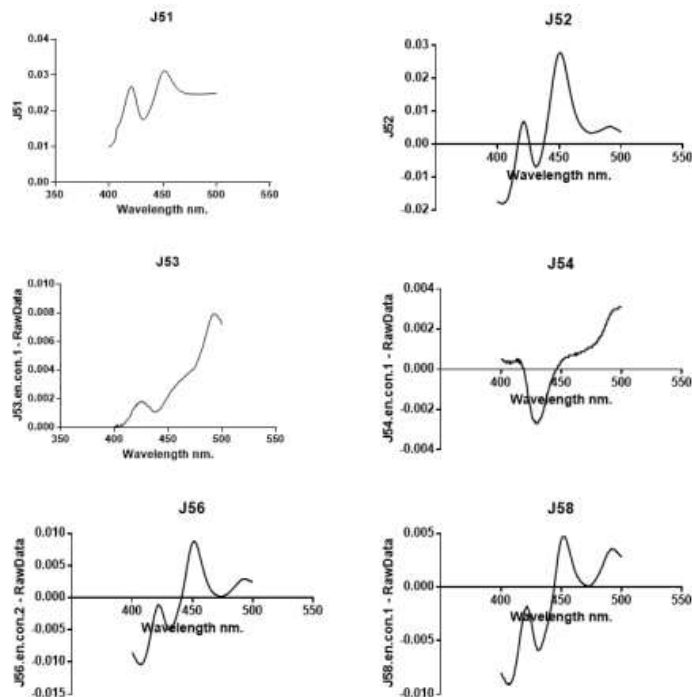 J51
0.04
0.03
0.02
0.01
0.00
J51
350 400 450 500 550
Wavelength nm.
J52
0.04
0.03
0.02
0.01
0.00
-0.01
-0.02
J52
400 450 500 550
Wavelength nm.
J53
0.010
0.008
0.006
0.004
0.002
0.000
J53.en.con.1 - RawData
350 400 450 500 550
Wavelength nm.
J54
0.004
0.002
0.000
-0.002
-0.004
J54.en.con.1 - RawData
400 450 500 550
Wavelength nm.
J56
0.010
0.005
0.000
-0.005
-0.010
-0.015
J56.en.con.2 - RawData
400 450 500 550
Wavelength nm.
J58
0.005
0.000
-0.005
-0.010
J58.en.con.1 - RawData
400 450 500 550
Wavelength nm.